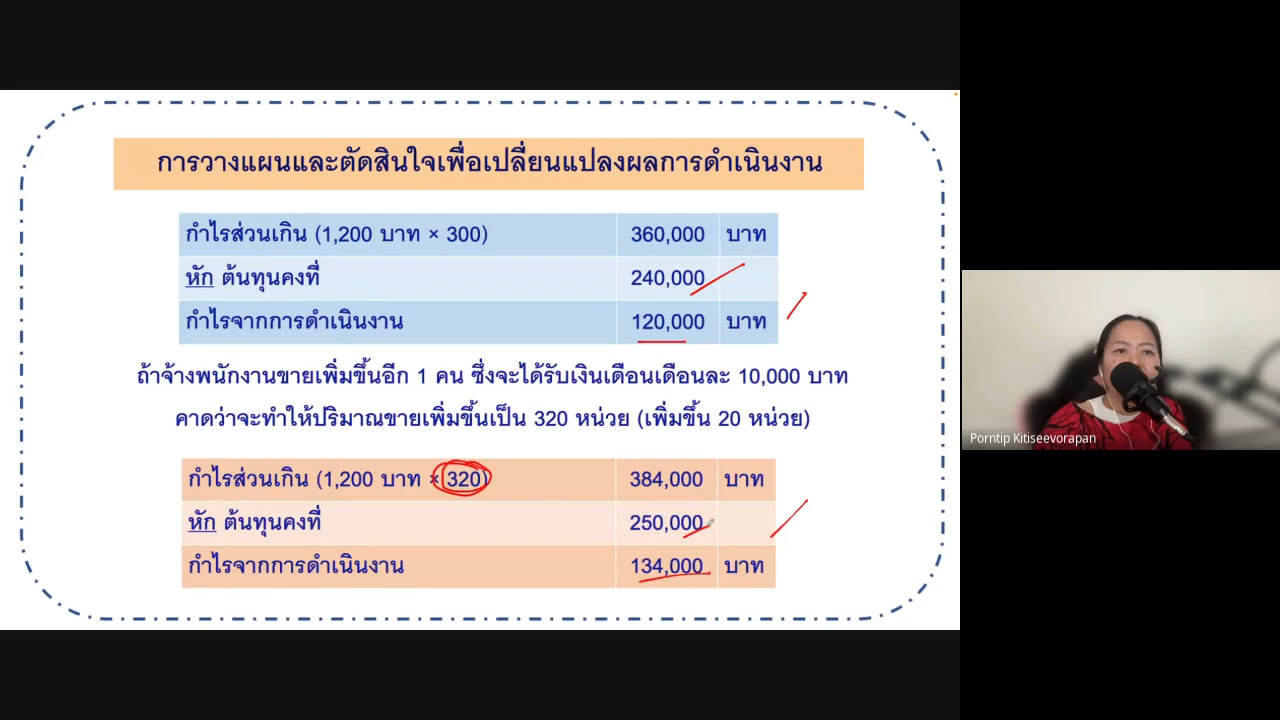 การวางแผนและตัดสินใจเพื่อเปลี่ยนแปลงผลการดำเนินงาน
กำไรส่วนเกิน (1,200 บาท × 300) 360,000 บาท
หัก ต้นทุนคงที่ 240,000
กำไรจากการดำเนินงาน 120,000 บาท
ถ้าจ้างพนักงานขายเพิ่มขึ้นอีก 1 คน ซึ่งจะได้รับเงินเดือนเดือนละ 10,000 บาท
คาดว่าจะทำให้ปริมาณขายเพิ่มขึ้นเป็น 320 หน่วย (เพิ่มขึ้น 20 หน่วย)
กำไรส่วนเกิน (1,200 บาท × 320) 384,000 บาท
หัก ต้นทุนคงที่ 250,000
กำไรจากการดำเนินงาน 134,000 บาท
Porntip Kitiseevorapan